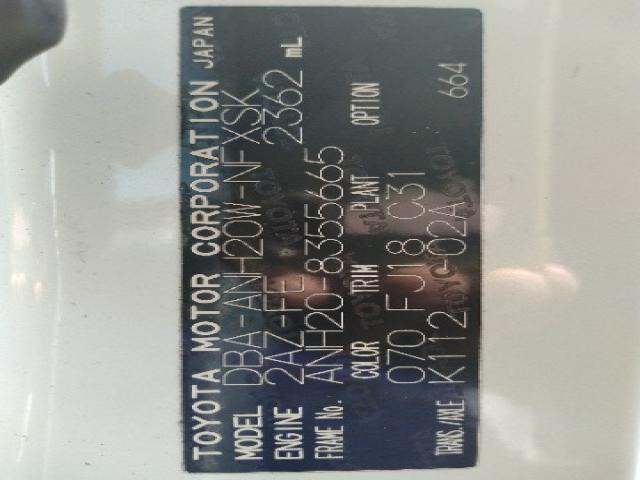 TOYOTA MOTOR CORPORATION JAPAN
MODEL DBA-ANH20W-NFXSK
ENGINE 2AZ-FE 2362 mL
FRAME No. ANH20-8355665
COLOR TRIM PLANT OPTION
070 FJ18 C31
TRANS./AXLE K112 -02A 664